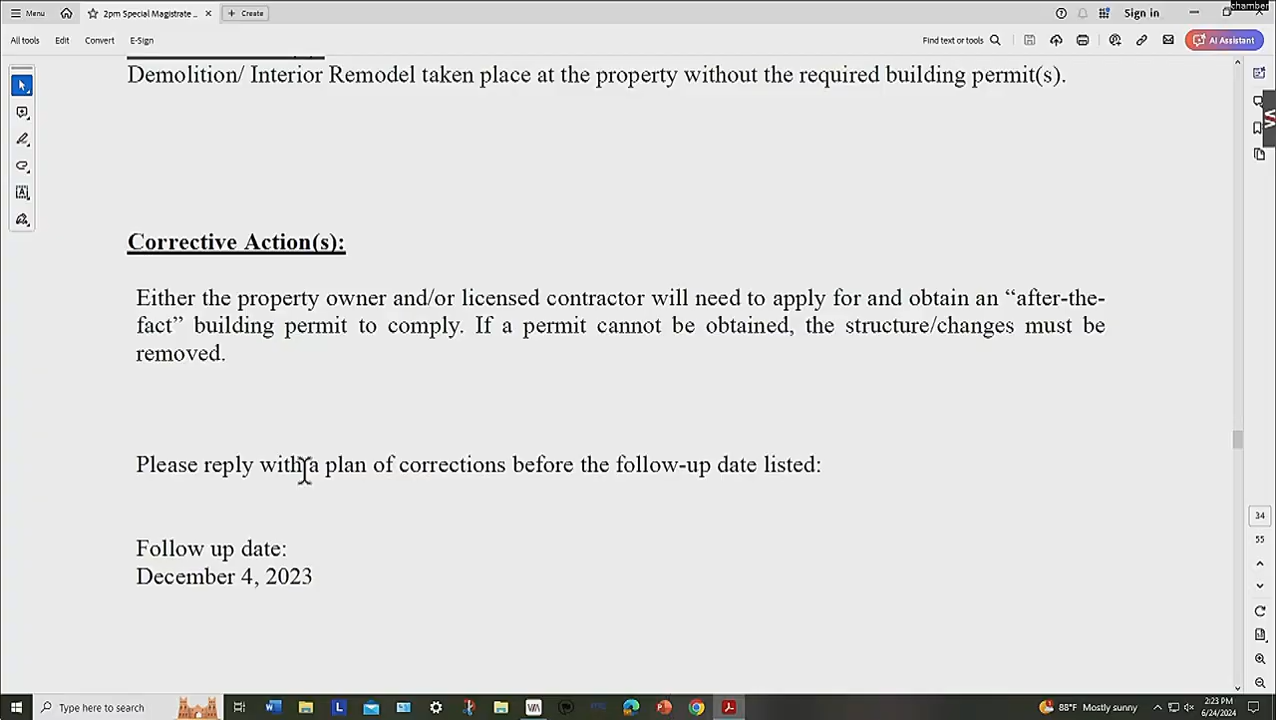 chamber
Menu
2pm Special Magistrate ...
Create
Sign in
All tools
Edit
Convert
E-Sign
Find text or tools
AI Assistant
Demolition/ Interior Remodel taken place at the property without the required building permit(s).
Corrective Action(s):
Either the property owner and/or licensed contractor will need to apply for and obtain an “after-the-
fact” building permit to comply. If a permit cannot be obtained, the structure/changes must be
removed.
Please reply with a plan of corrections before the follow-up date listed:
34
55
Follow up date:
December 4, 2023
Type here to search
88°F Mostly sunny
2:23 PM
6/24/2024